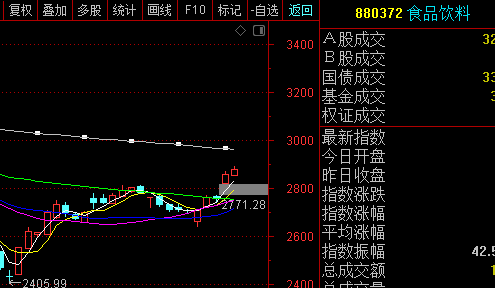 复权 叠加 多股 统计 画线 F10 标记 -自选 返回
880372 食品饮料
3400
3200
3000
2800
2771.28
2600
2400
←2405.99
A股成交 32
B股成交
国债成交 33
基金成交 3
权证成交
最新指数
今日开盘
昨日收盘
指数涨跌
指数涨幅
平均涨幅
指数振幅 42.5
总成交额 1
总成交量